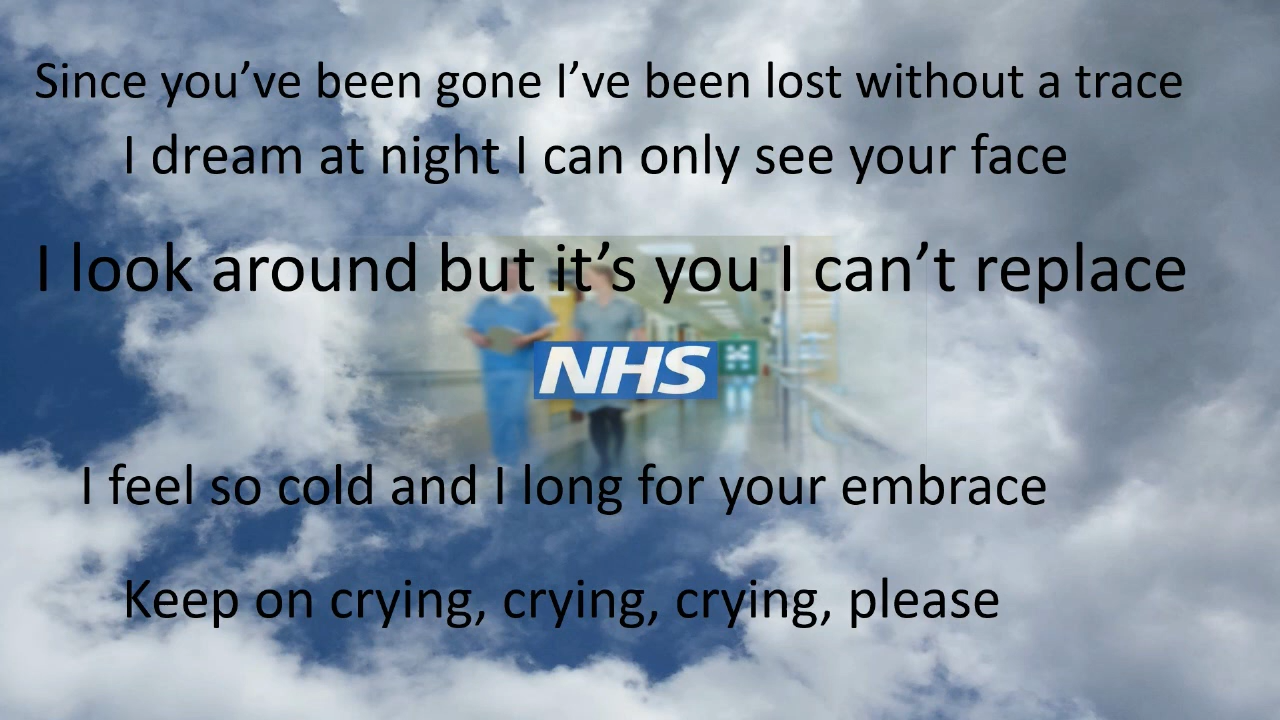 Since you’ve been gone I’ve been lost without a trace
I dream at night I can only see your face
I look around but it’s you I can’t replace
NHS
I feel so cold and I long for your embrace
Keep on crying, crying, crying, please